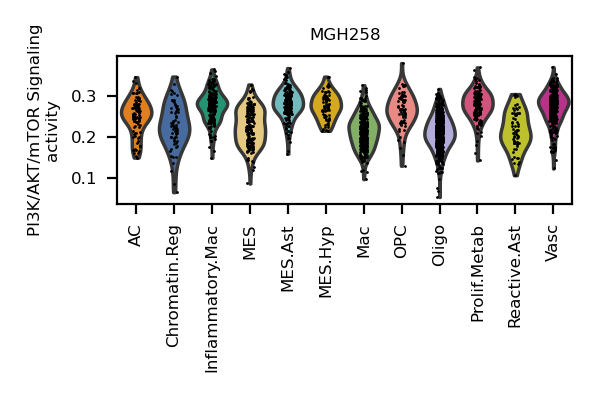 MGH258
PI3K/AKT/mTOR Signaling
activity
0.3
0.2
0.1
AC
Chromatin.Reg
Inflammatory.Mac
MES
MES.Ast
MES.Hyp
Mac
OPC
Oligo
Prolif.Metab
Reactive.Ast
Vasc